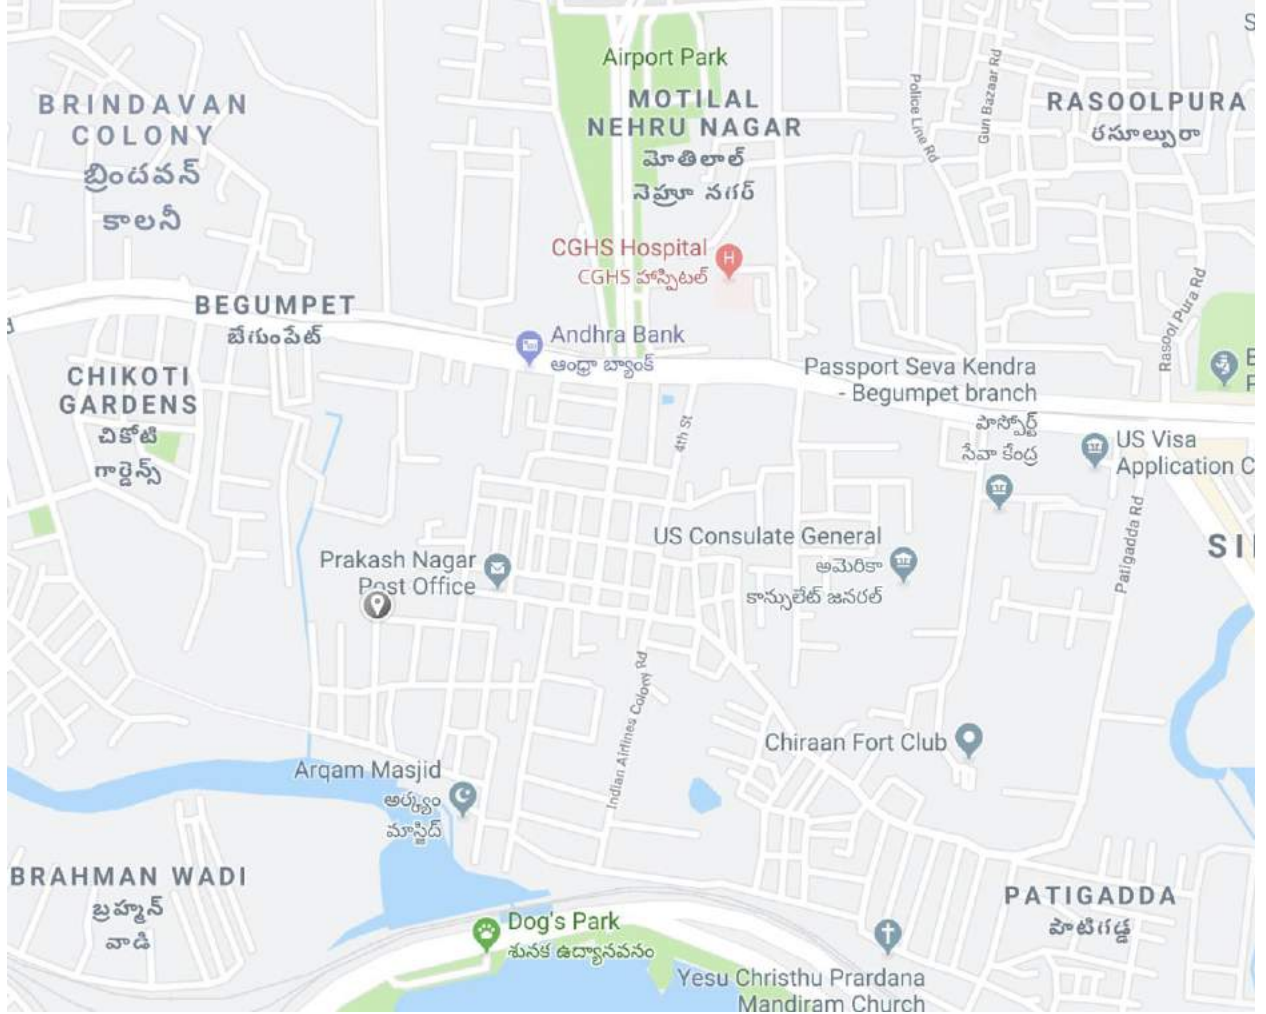 Airport Park
BRINDAVAN
COLONY
బ్రిందవన్
కాలనీ
MOTILAL
NEHRU NAGAR
మోతిలాల్
నెహ్రూ నగర్
Police Line Rd
Gun Bazaar Rd
RASOOLPURA
రసూల్పురా
CGHS Hospital
CGHS హాస్పిటల్
BEGUMPET
బేగంపేట్
Andhra Bank
ఆంధ్రా బ్యాంక్
Rasool Pura Rd
CHIKOTI
GARDENS
చికోటి
గార్డెన్స్
Passport Seva Kendra
- Begumpet branch
పాస్పోర్ట్
సేవా కేంద్ర
4th St
US Visa
Application C
Patigadda Rd
US Consulate General
అమెరికా
కాన్సులేట్ జనరల్
Prakash Nagar
Post Office
Indian Airlines Colony Rd
Chiraan Fort Club
Arqam Masjid
అర్క్యం
మాస్జిద్
BRAHMAN WADI
బ్రహ్మన్
వాడి
PATIGADDA
పాటిగడ్డ
Dog's Park
శునక ఉద్యానవనం
Yesu Christhu Prardana
Mandiram Church